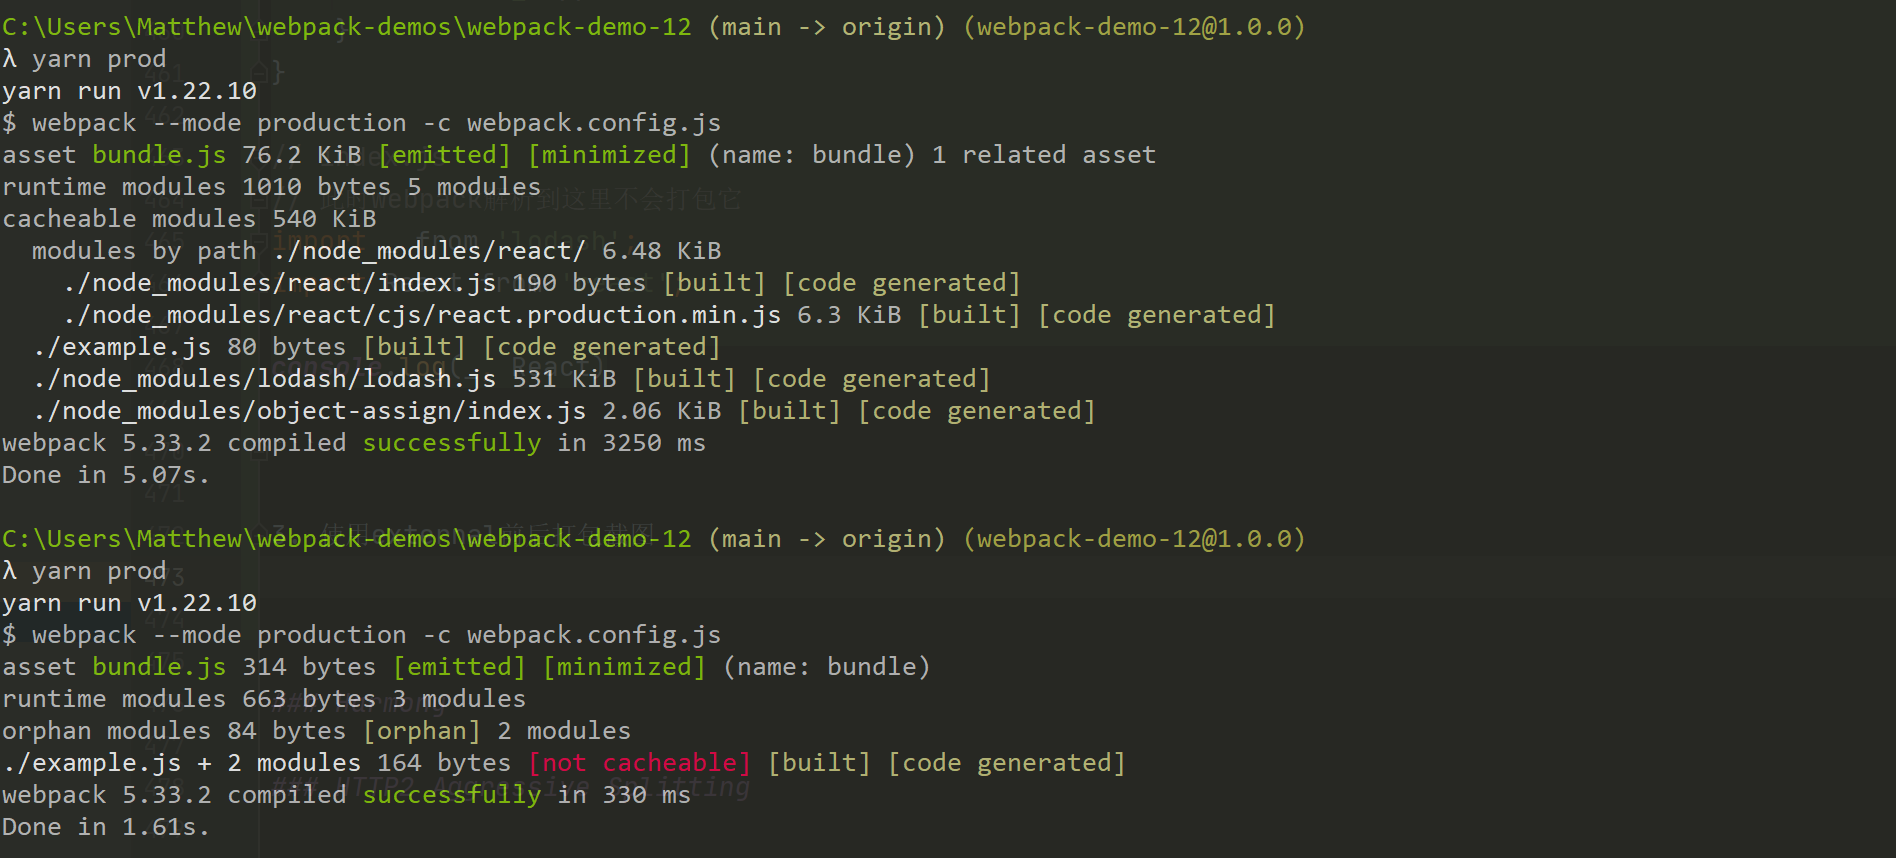 C:\Users\Matthew\webpack-demos\webpack-demo-12 (main -> origin) (webpack-demo-12@1.0.0)
λ yarn prod
yarn run v1.22.10
$ webpack --mode production -c webpack.config.js
asset bundle.js 76.2 KiB [emitted] [minimized] (name: bundle) 1 related asset
runtime modules 1010 bytes 5 modules
cacheable modules 540 KiB
  modules by path ./node_modules/react/ 6.48 KiB
    ./node_modules/react/index.js 190 bytes [built] [code generated]
    ./node_modules/react/cjs/react.production.min.js 6.3 KiB [built] [code generated]
  ./example.js 80 bytes [built] [code generated]
  ./node_modules/lodash/lodash.js 531 KiB [built] [code generated]
  ./node_modules/object-assign/index.js 2.06 KiB [built] [code generated]
webpack 5.33.2 compiled successfully in 3250 ms
Done in 5.07s.
C:\Users\Matthew\webpack-demos\webpack-demo-12 (main -> origin) (webpack-demo-12@1.0.0)
λ yarn prod
yarn run v1.22.10
$ webpack --mode production -c webpack.config.js
asset bundle.js 314 bytes [emitted] [minimized] (name: bundle)
runtime modules 663 bytes 3 modules
orphan modules 84 bytes [orphan] 2 modules
./example.js + 2 modules 164 bytes [not cacheable] [built] [code generated]
webpack 5.33.2 compiled successfully in 330 ms
Done in 1.61s.